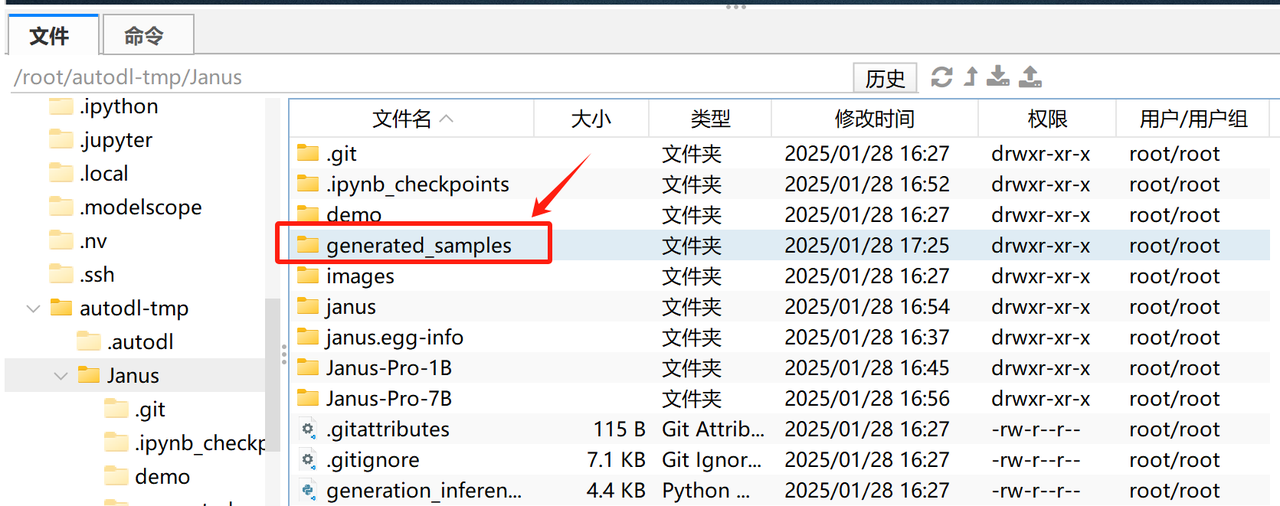 文件 命令
/root/autodl-tmp/Janus 历史
.ipython
.jupyter
.local
.modelscope
.nv
.ssh
autodl-tmp
.autodl
Janus
.git
.ipynb_checkp
demo
文件名 大小 类型 修改时间 权限 用户/用户组
.git 文件夹 2025/01/28 16:27 drwxr-xr-x root/root
.ipynb_checkpoints 文件夹 2025/01/28 16:52 drwxr-xr-x root/root
demo 文件夹 2025/01/28 16:27 drwxr-xr-x root/root
generated_samples 文件夹 2025/01/28 17:25 drwxr-xr-x root/root
images 文件夹 2025/01/28 16:27 drwxr-xr-x root/root
janus 文件夹 2025/01/28 16:54 drwxr-xr-x root/root
janus.egg-info 文件夹 2025/01/28 16:37 drwxr-xr-x root/root
Janus-Pro-1B 文件夹 2025/01/28 16:45 drwxr-xr-x root/root
Janus-Pro-7B 文件夹 2025/01/28 16:56 drwxr-xr-x root/root
.gitattributes 115 B Git Attrib... 2025/01/28 16:27 -rw-r--r-- root/root
.gitignore 7.1 KB Git Ignor... 2025/01/28 16:27 -rw-r--r-- root/root
generation_inferen... 4.4 KB Python ... 2025/01/28 16:27 -rw-r--r-- root/root